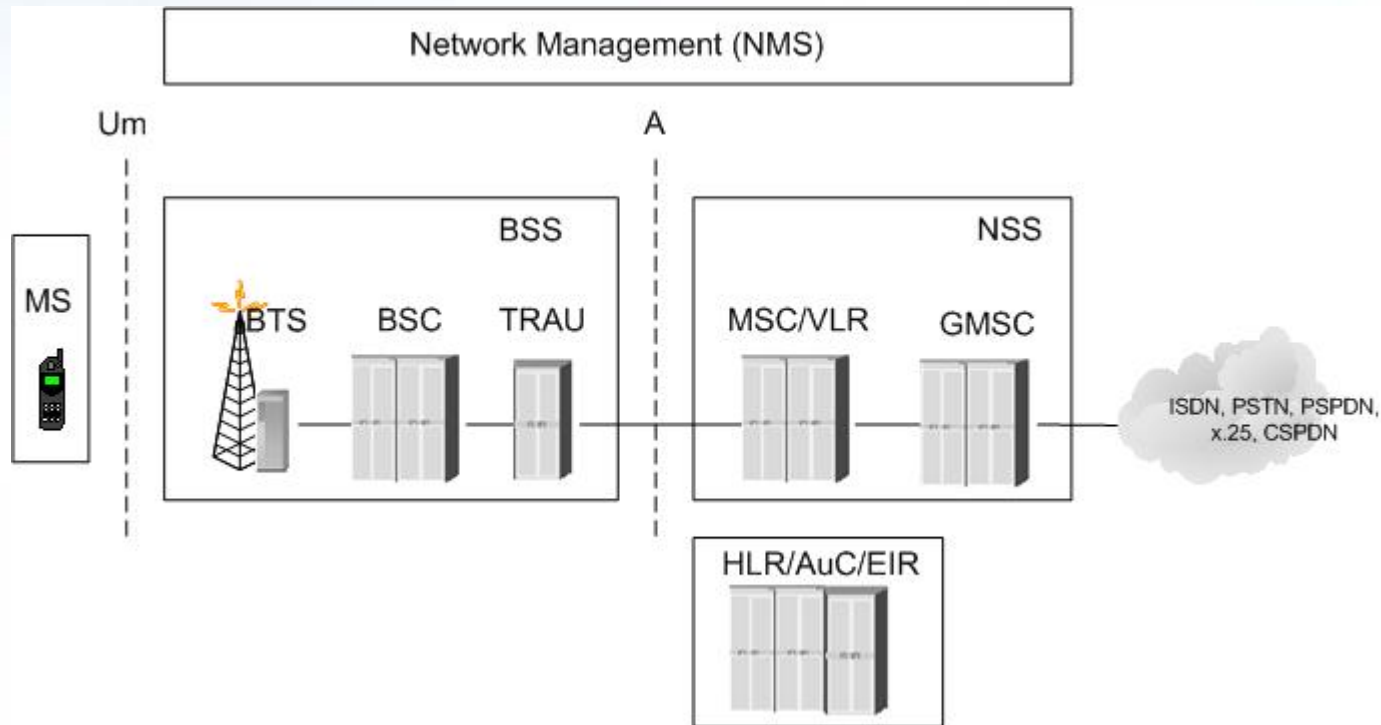 Network Management (NMS)
Um
A
BSS
NSS
MS
BTS
BSC
TRAU
MSC/VLR
GMSC
ISDN, PSTN, PSPDN,
x.25, CSPDN
HLR/AuC/EIR